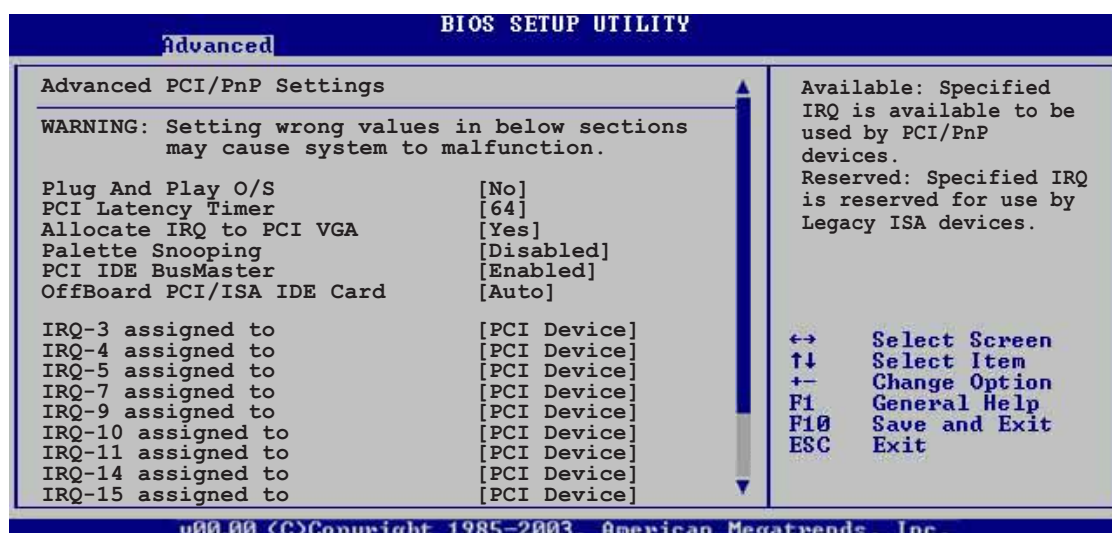 BIOS SETUP UTILITY
Advanced
Advanced PCI/PnP Settings
WARNING: Setting wrong values in below sections
may cause system to malfunction.
Plug And Play O/S [No]
PCI Latency Timer [64]
Allocate IRQ to PCI VGA [Yes]
Palette Snooping [Disabled]
PCI IDE BusMaster [Enabled]
OffBoard PCI/ISA IDE Card [Auto]
IRQ-3 assigned to [PCI Device]
IRQ-4 assigned to [PCI Device]
IRQ-5 assigned to [PCI Device]
IRQ-7 assigned to [PCI Device]
IRQ-9 assigned to [PCI Device]
IRQ-10 assigned to [PCI Device]
IRQ-11 assigned to [PCI Device]
IRQ-14 assigned to [PCI Device]
IRQ-15 assigned to [PCI Device]
Available: Specified
IRQ is available to be
used by PCI/PnP
devices.
Reserved: Specified IRQ
is reserved for use by
Legacy ISA devices.
←→ Select Screen
↑↓ Select Item
+- Change Option
F1 General Help
F10 Save and Exit
ESC Exit
v00.00 (C)Copyright 1985-2003, American Megatrends, Inc.